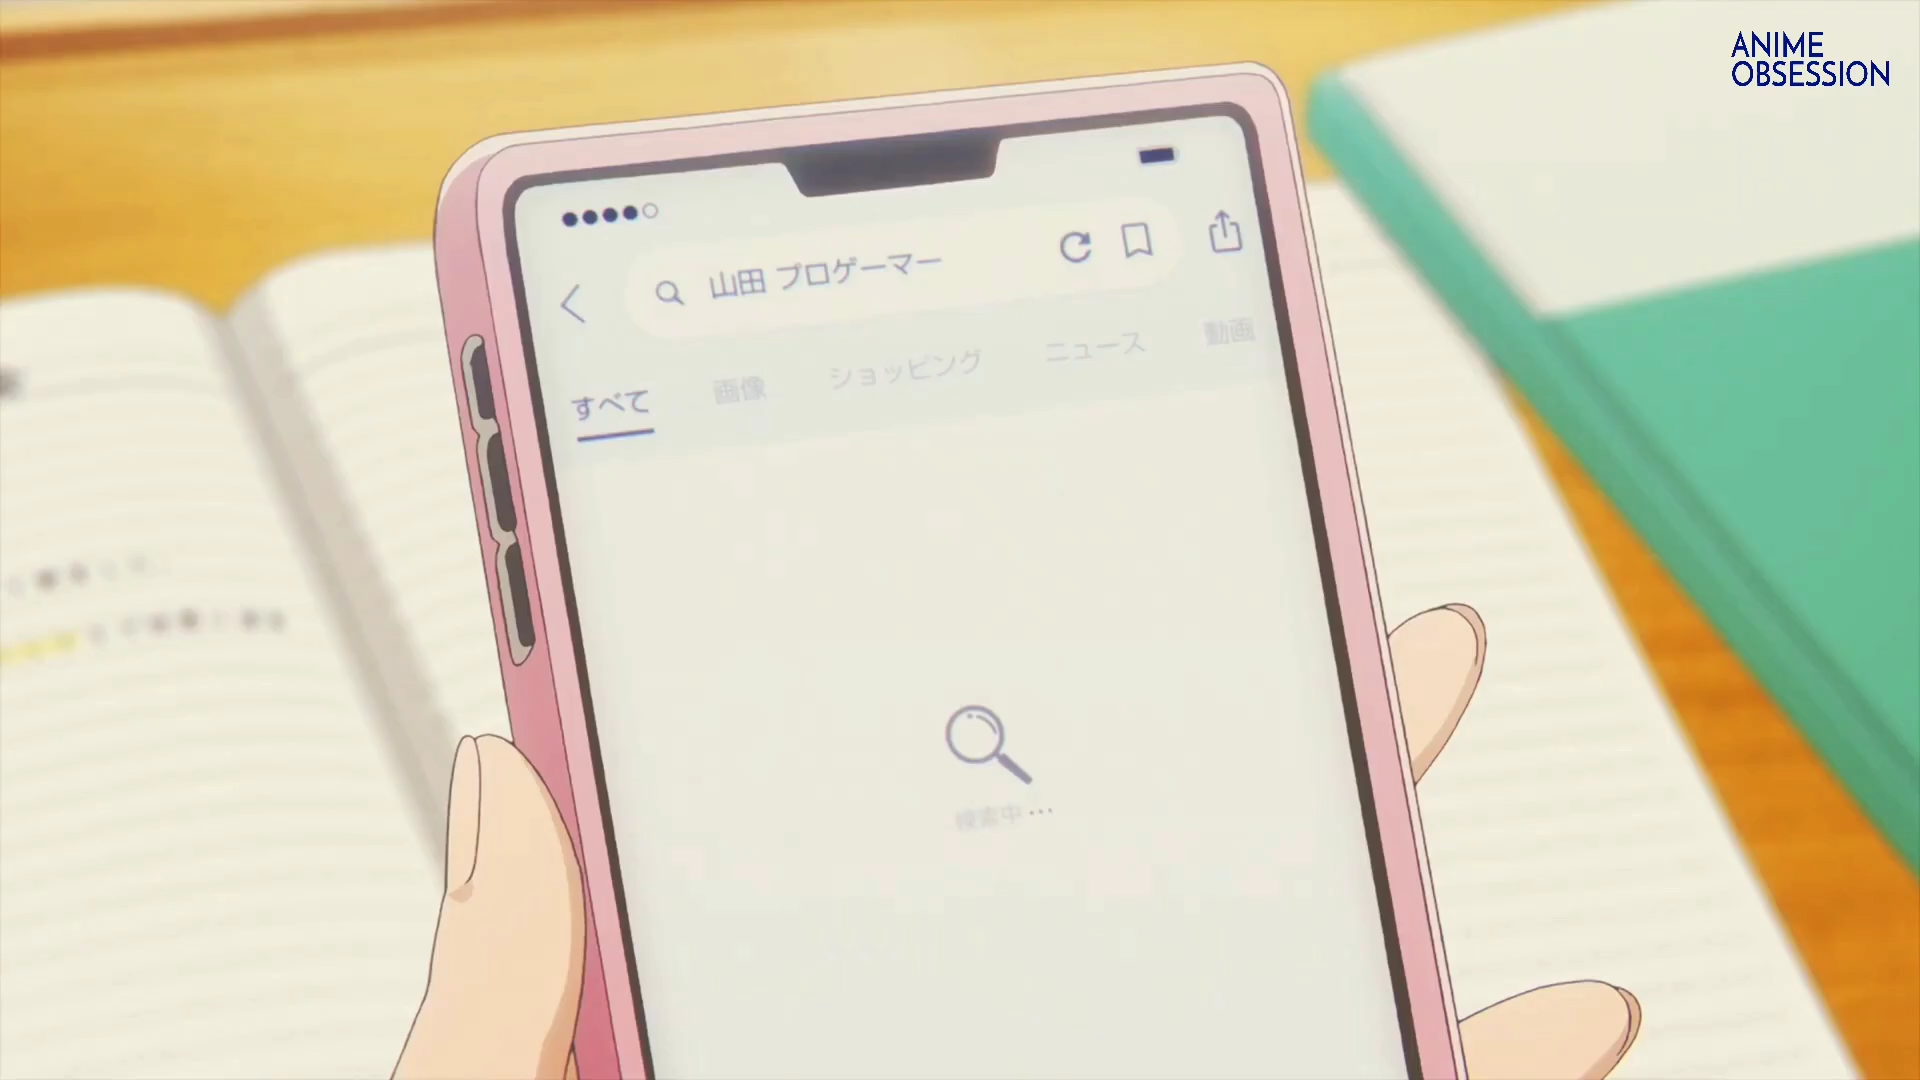 ANIME
OBSESSION
山田 プロゲーマー
すべて 画像 ショッピング ニュース 動画
検索中…